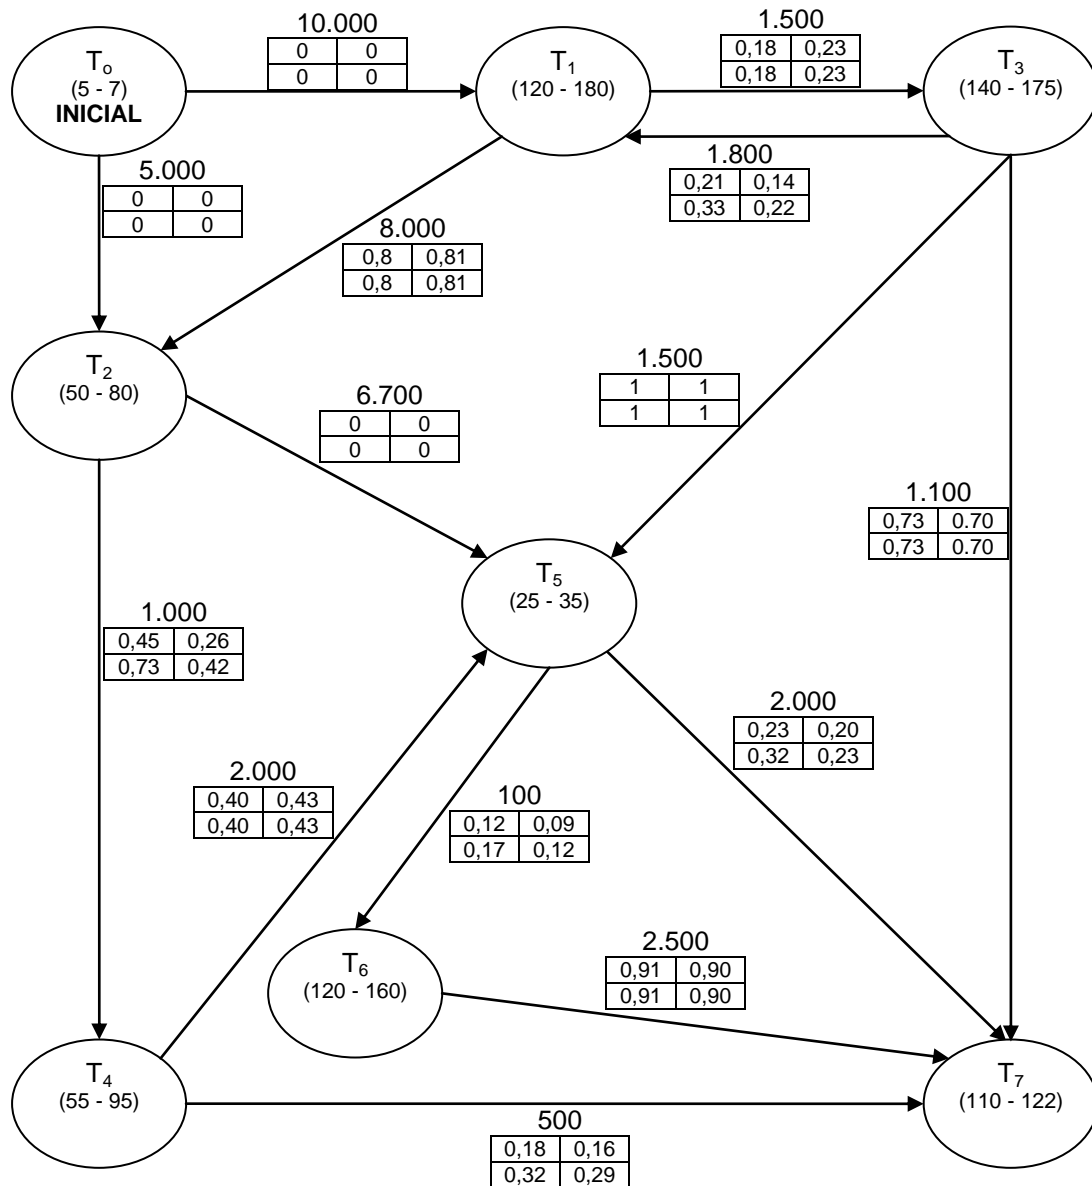 10.000
0 0
0 0
1.500
0,18 0,23
0,18 0,23
To
(5 - 7)
INICIAL
T1
(120 - 180)
T3
(140 - 175)
5.000
0 0
0 0
1.800
0,21 0,14
0,33 0,22
8.000
0,8 0,81
0,8 0,81
T2
(50 - 80)
6.700
0 0
0 0
1.500
1 1
1 1
1.100
0,73 0.70
0,73 0.70
T5
(25 - 35)
1.000
0,45 0,26
0,73 0,42
2.000
0,23 0,20
0,32 0,23
2.000
0,40 0,43
0,40 0,43
100
0,12 0,09
0,17 0,12
T6
(120 - 160)
2.500
0,91 0,90
0,91 0,90
T4
(55 - 95)
T7
(110 - 122)
500
0,18 0,16
0,32 0,29